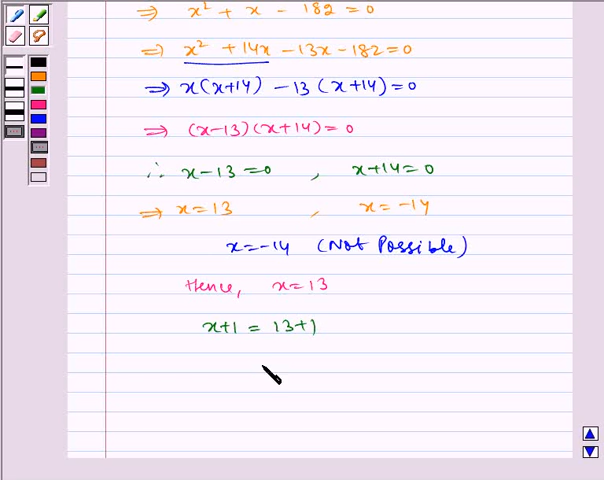 ⇒ x² + x - 182 = 0
⇒ x² + 14x - 13x - 182 = 0
⇒ x(x+14) - 13(x+14) = 0
⇒ (x-13)(x+14) = 0
∴ x-13 = 0 , x+14 = 0
⇒ x = 13 , x = -14
x = -14 (Not Possible)
Hence, x = 13
x+1 = 13+1